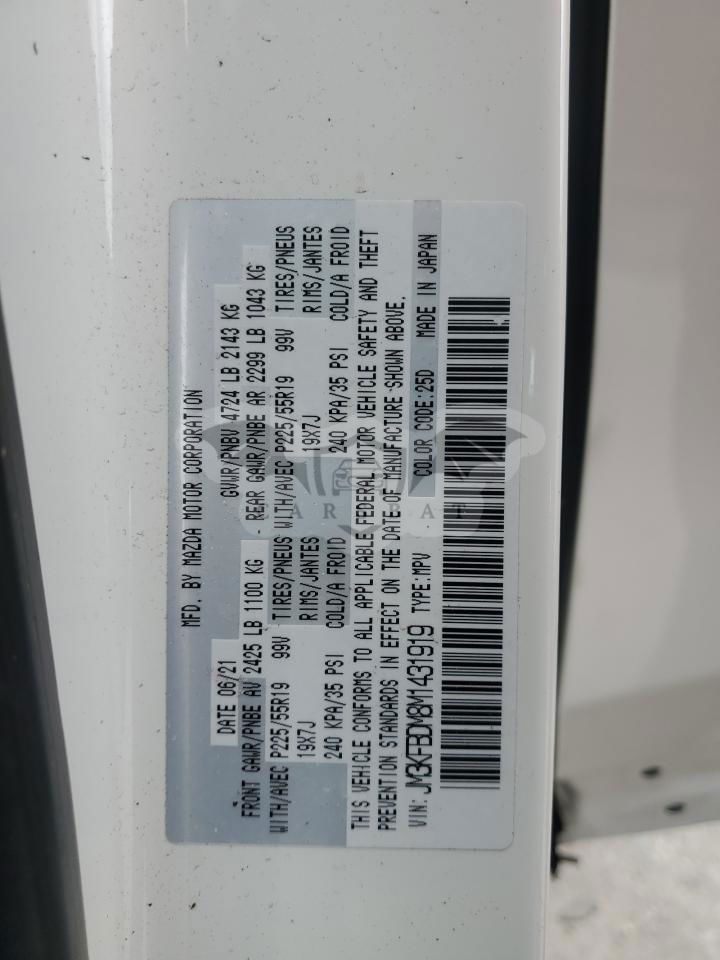 MFD. BY MAZDA MOTOR CORPORATION
DATE 06/21 GVWR/PNBV 4724 LB 2143 KG
FRONT GAWR/PNBE AV 2425 LB 1100 KG - REAR GAWR/PNBE AR 2299 LB 1043 KG
WITH/AVEC P225/55R19 99V TIRES/PNEUS WITH/AVEC P225/55R19 99V TIRES/PNEUS
19X7J RIMS/JANTES 19X7J RIMS/JANTES
240 KPA/35 PSI COLD/A FROID 240 KPA/35 PSI COLD/A FROID
THIS VEHICLE CONFORMS TO ALL APPLICABLE FEDERAL MOTOR VEHICLE SAFETY AND THEFT
PREVENTION STANDARDS IN EFFECT ON THE DATE OF MANUFACTURE SHOWN ABOVE.
VIN: JM3KFBDM8M1431919 TYPE:MPV COLOR CODE:25D MADE IN JAPAN
CAR BAT